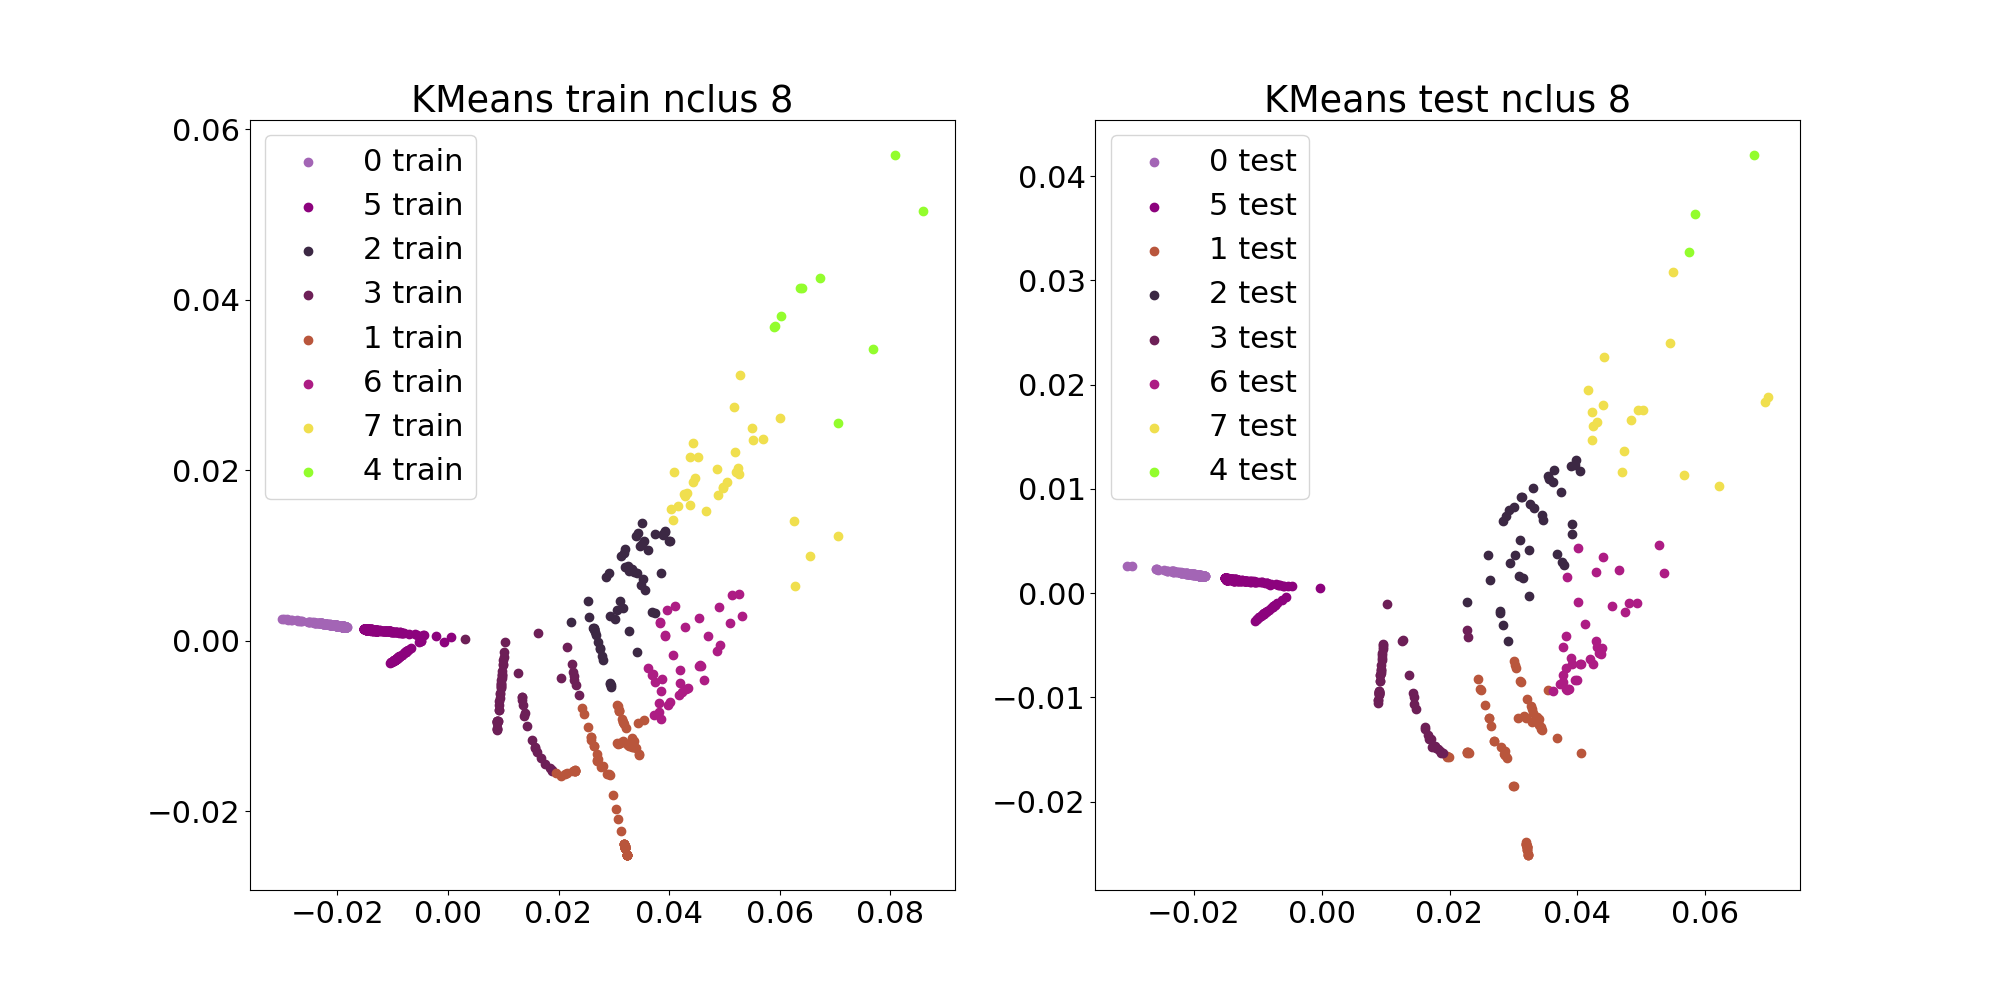 KMeans train nclus 8
0 train
5 train
2 train
3 train
1 train
6 train
7 train
4 train
0.06
0.04
0.02
0.00
−0.02
−0.02 0.00 0.02 0.04 0.06 0.08
KMeans test nclus 8
0 test
5 test
1 test
2 test
3 test
6 test
7 test
4 test
0.04
0.03
0.02
0.01
0.00
−0.01
−0.02
−0.02 0.00 0.02 0.04 0.06